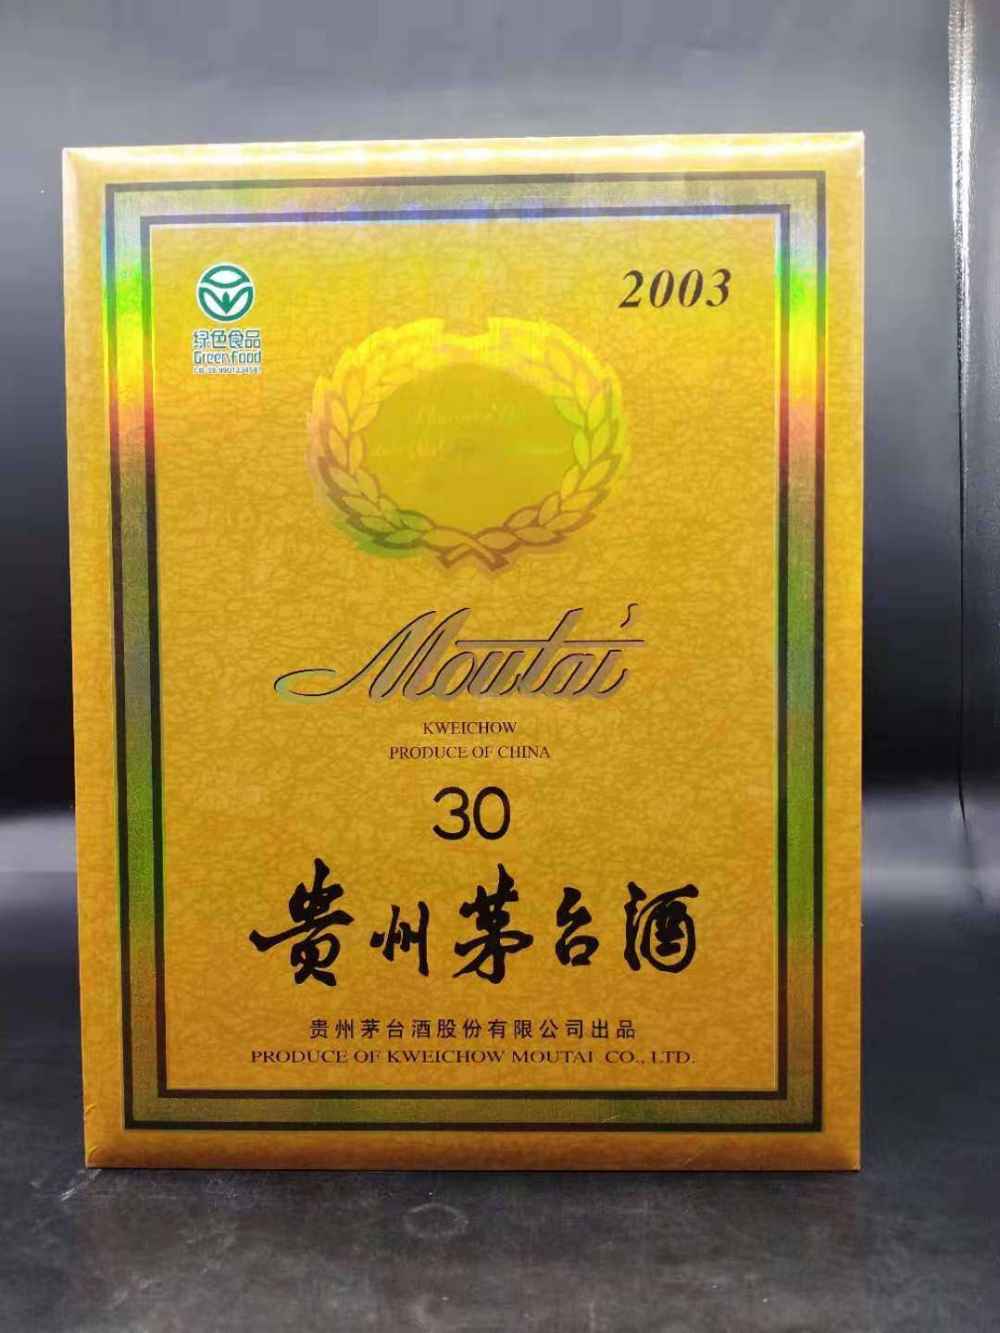 2003
绿色食品
Green Food
Moutai
KWEICHOW
PRODUCE OF CHINA
30
贵州茅台酒
贵州茅台酒股份有限公司出品
PRODUCE OF KWEICHOW MOUTAI CO., LTD.